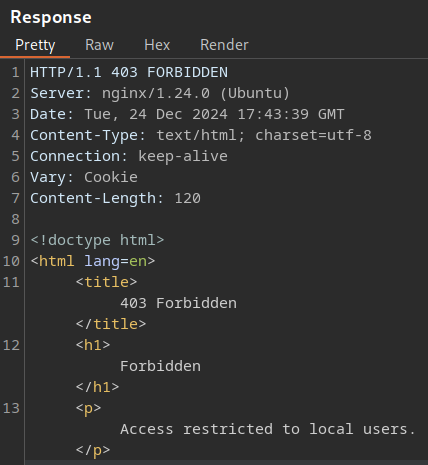 Response
Pretty Raw Hex Render
1 HTTP/1.1 403 FORBIDDEN
2 Server: nginx/1.24.0 (Ubuntu)
3 Date: Tue, 24 Dec 2024 17:43:39 GMT
4 Content-Type: text/html; charset=utf-8
5 Connection: keep-alive
6 Vary: Cookie
7 Content-Length: 120
8
9 <!doctype html>
10 <html lang=en>
11 <title>
403 Forbidden
</title>
12 <h1>
Forbidden
</h1>
13 <p>
Access restricted to local users.
</p>